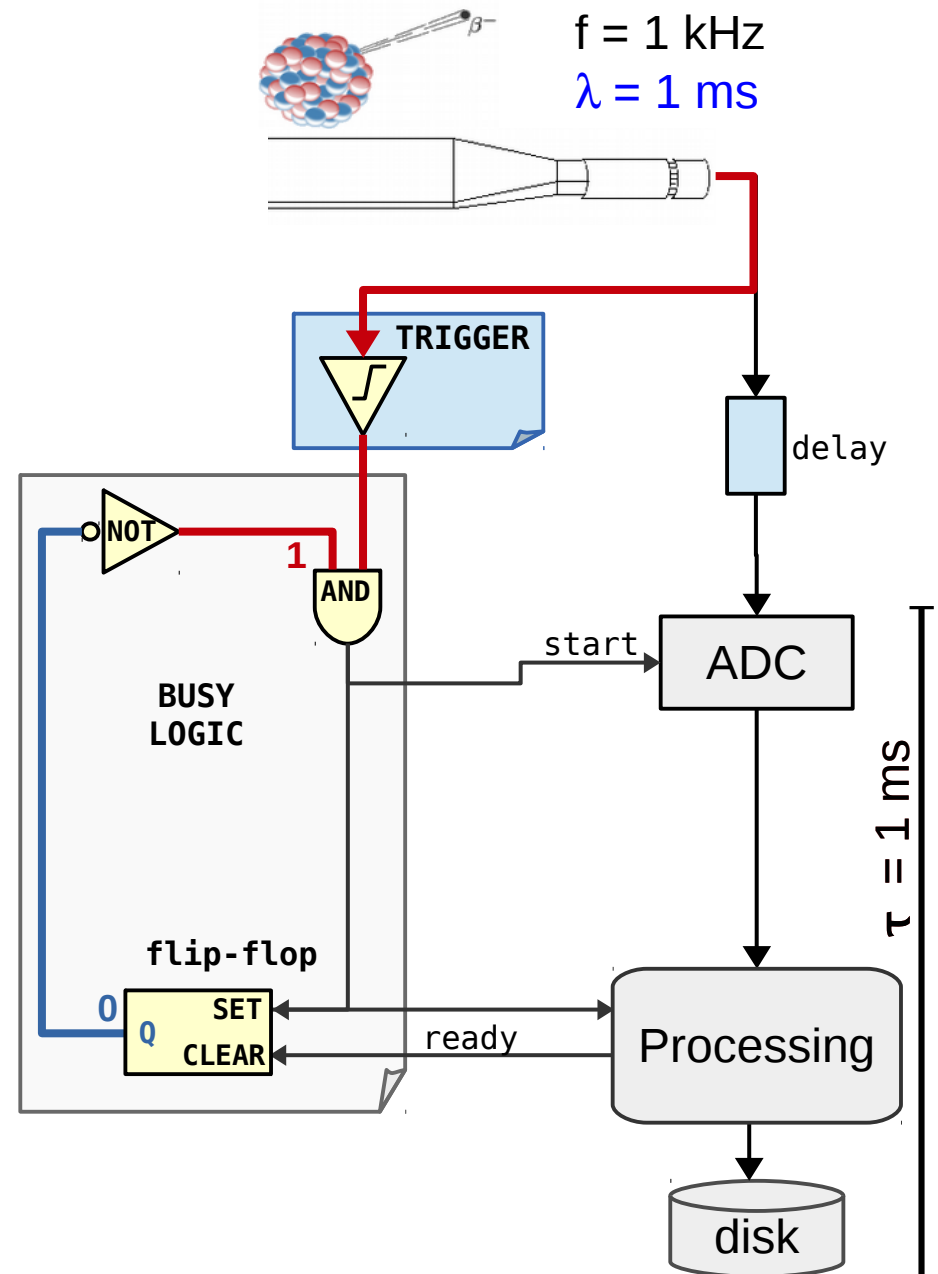 β−
f = 1 kHz
λ = 1 ms
TRIGGER
delay
NOT
1
AND
start
ADC
BUSY
LOGIC
τ = 1 ms
flip-flop
0
SET
Q
CLEAR
ready
Processing
disk